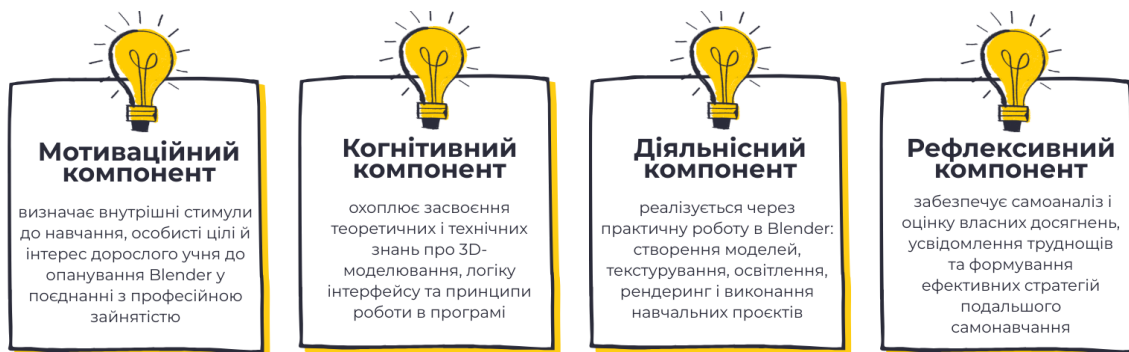 Мотиваційний
компонент
визначає внутрішні стимули
до навчання, особисті цілі й
інтерес дорослого учня до
опанування Blender у
поєднанні з професійною
зайнятістю
Когнітивний
компонент
охоплює засвоєння
теоретичних і технічних
знань про 3D-
моделювання, логіку
інтерфейсу та принципи
роботи в програмі
Діяльнісний
компонент
реалізується через
практичну роботу в Blender:
створення моделей,
текстурування, освітлення,
рендеринг і виконання
навчальних проєктів
Рефлексивний
компонент
забезпечує самоаналіз і
оцінку власних досягнень,
усвідомлення труднощів
та формування
ефективних стратегій
подальшого
самонавчання